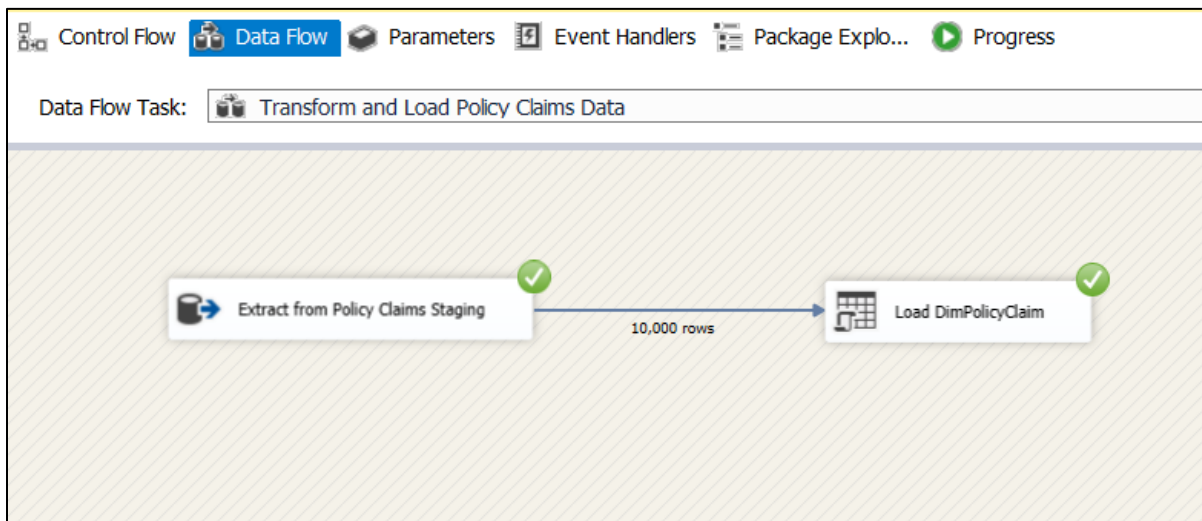 Control Flow Data Flow Parameters Event Handlers Package Explo... Progress
Data Flow Task: Transform and Load Policy Claims Data
Extract from Policy Claims Staging
10,000 rows
Load DimPolicyClaim